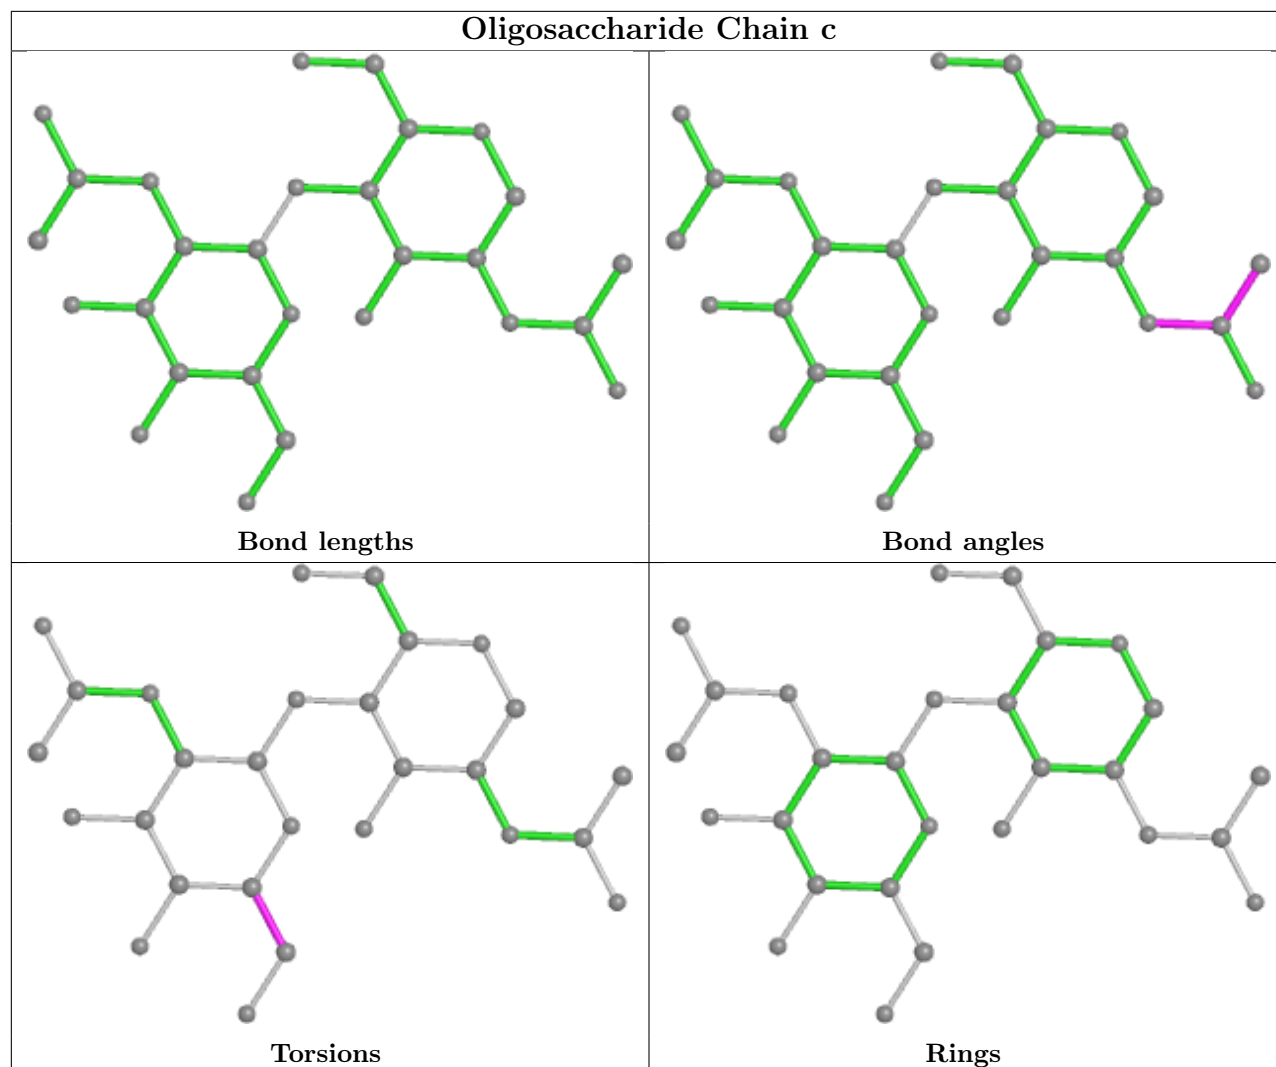 Oligosaccharide Chain c
Bond lengths
Bond angles
Torsions
Rings